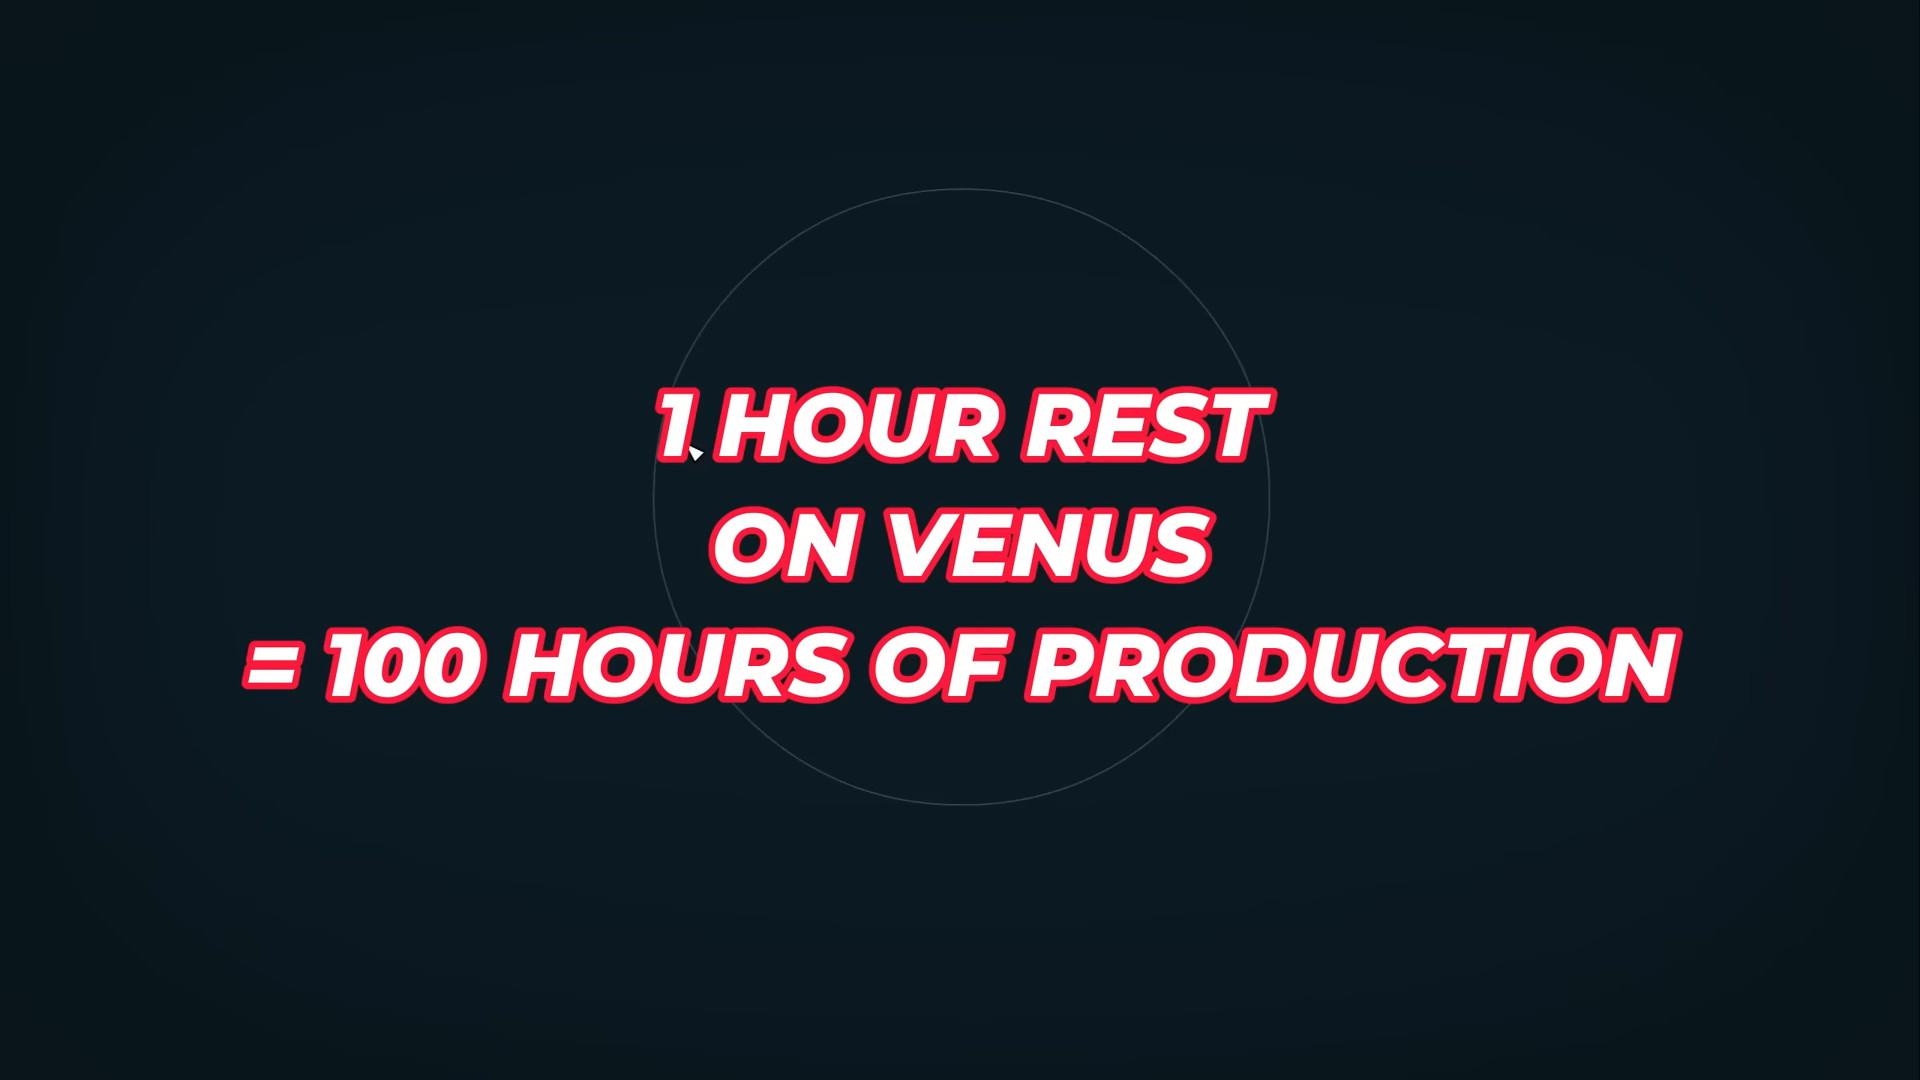 1 HOUR REST
ON VENUS
= 100 HOURS OF PRODUCTION